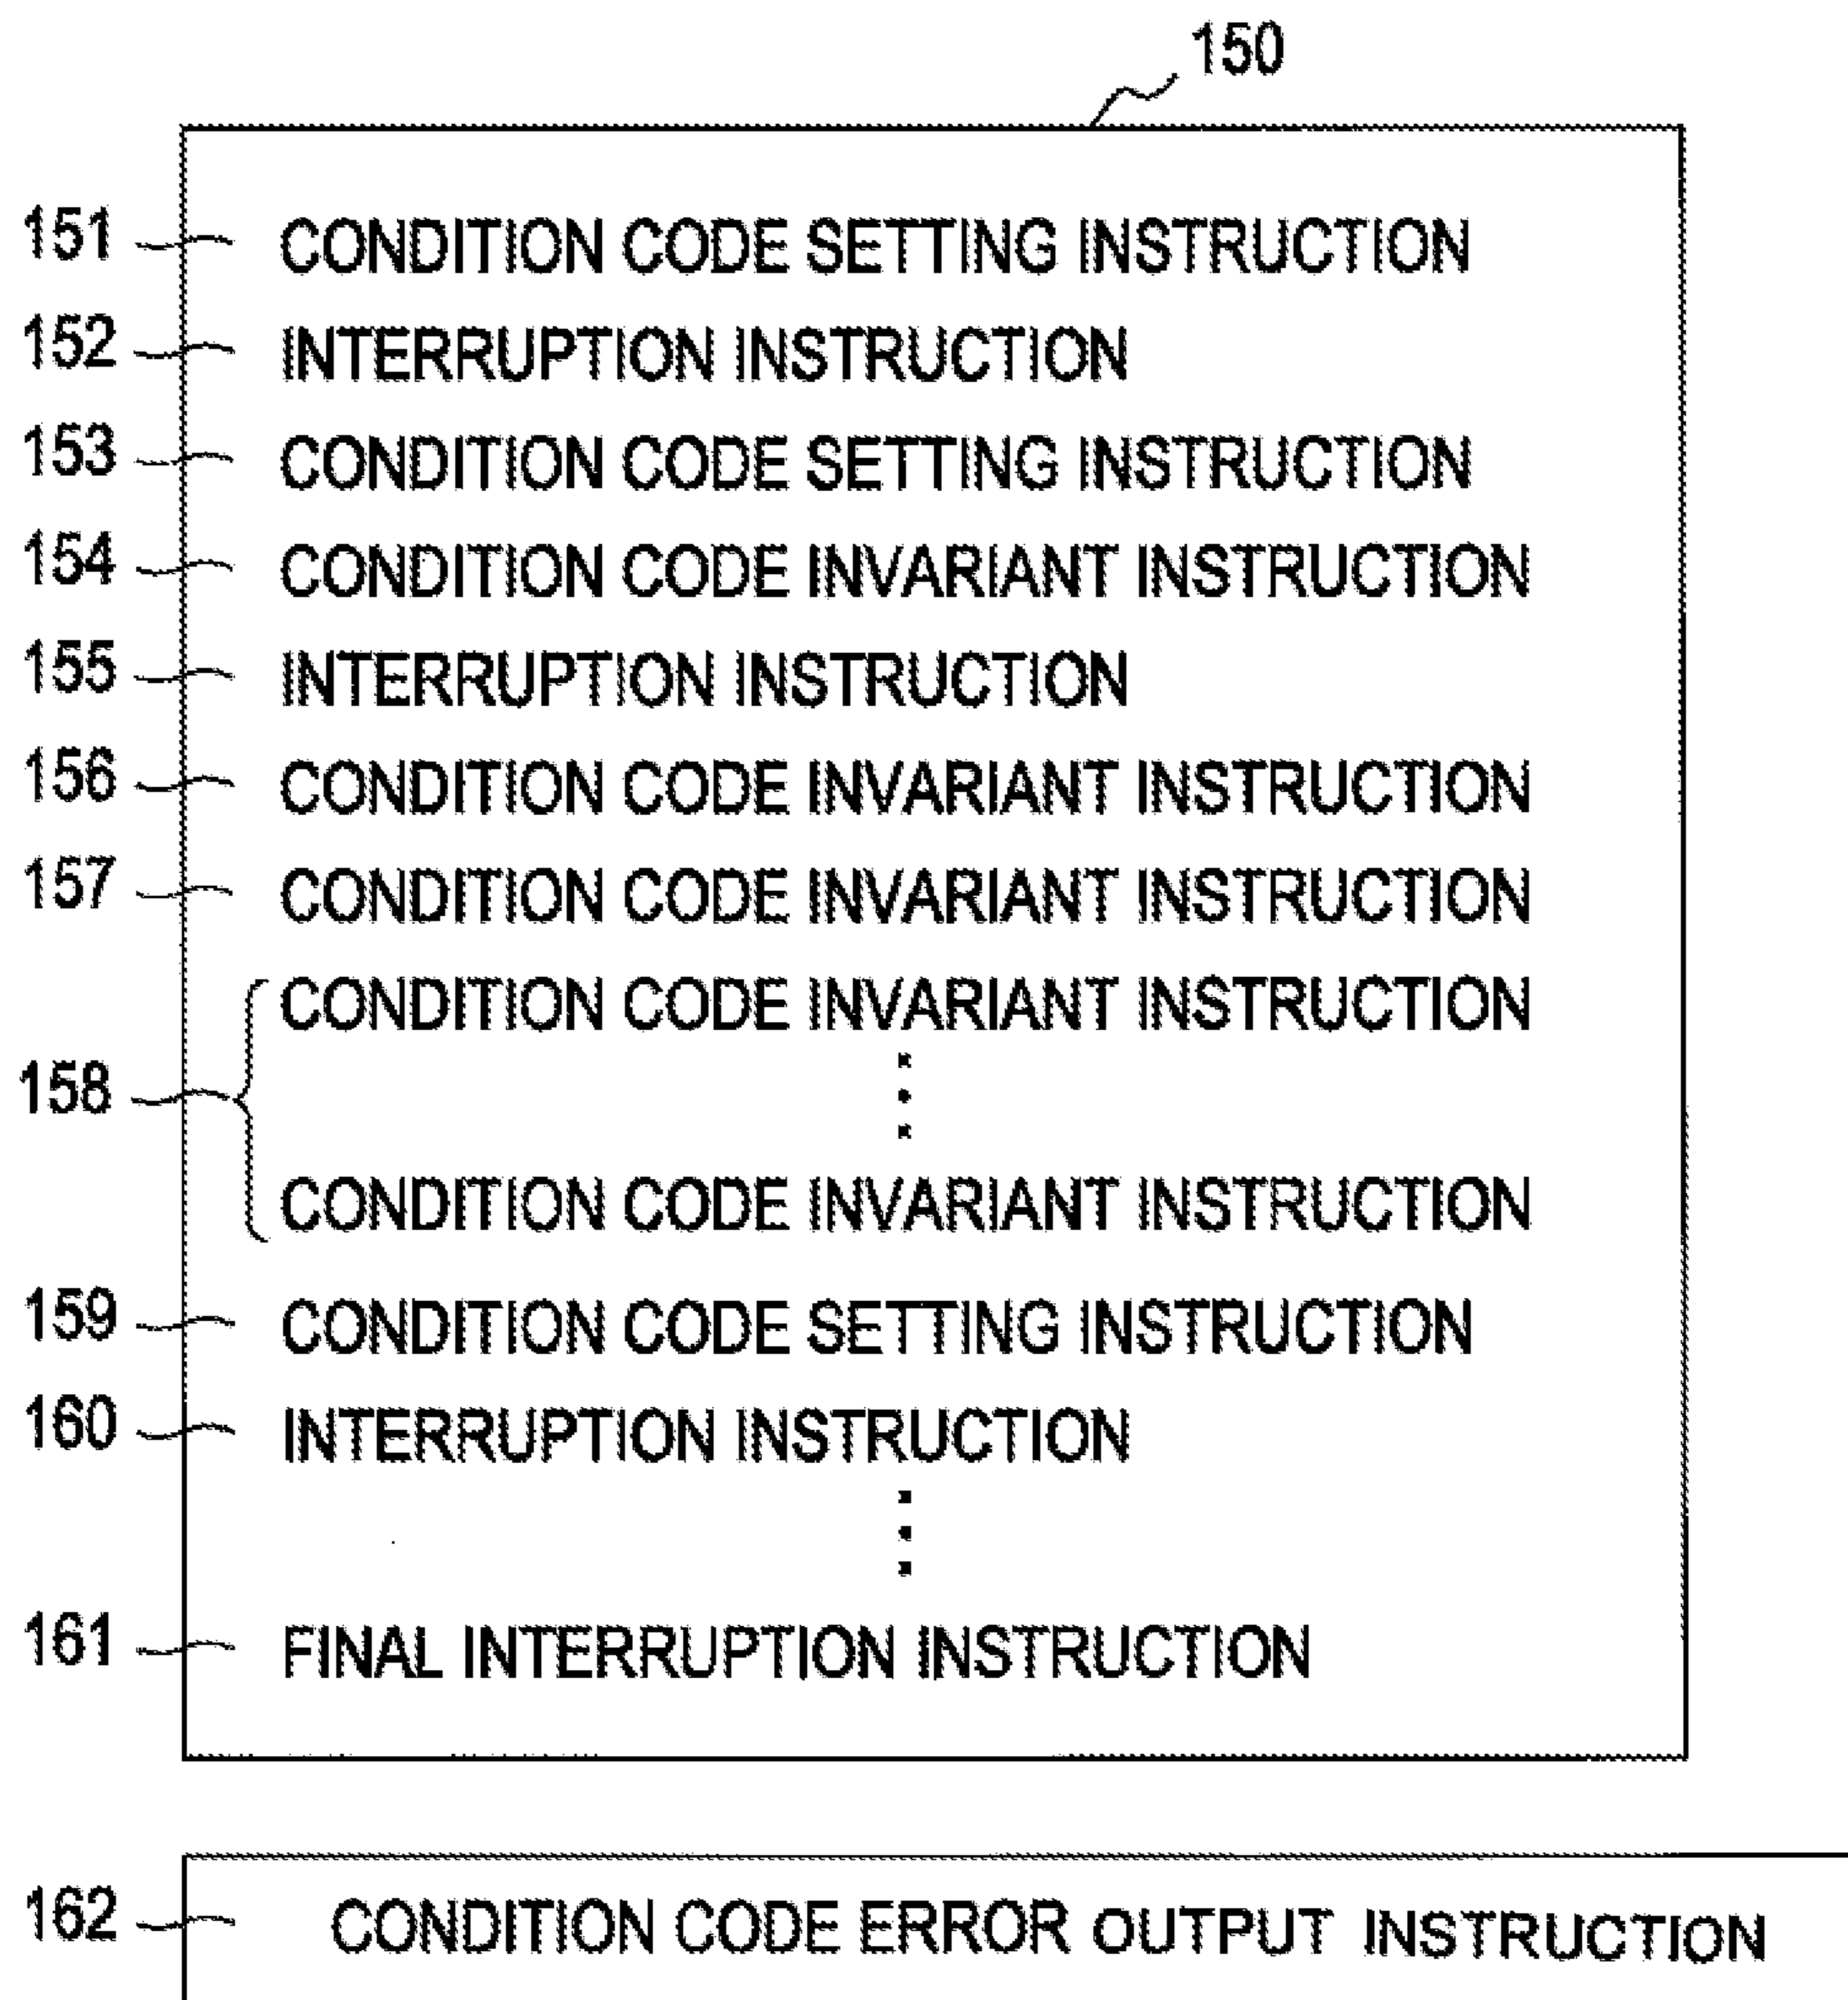 150
151 CONDITION CODE SETTING INSTRUCTION
152 INTERRUPTION INSTRUCTION
153 CONDITION CODE SETTING INSTRUCTION
154 CONDITION CODE INVARIANT INSTRUCTION
155 INTERRUPTION INSTRUCTION
156 CONDITION CODE INVARIANT INSTRUCTION
157 CONDITION CODE INVARIANT INSTRUCTION
CONDITION CODE INVARIANT INSTRUCTION
158
CONDITION CODE INVARIANT INSTRUCTION
159 CONDITION CODE SETTING INSTRUCTION
160 INTERRUPTION INSTRUCTION
161 FINAL INTERRUPTION INSTRUCTION
162 CONDITION CODE ERROR OUTPUT INSTRUCTION